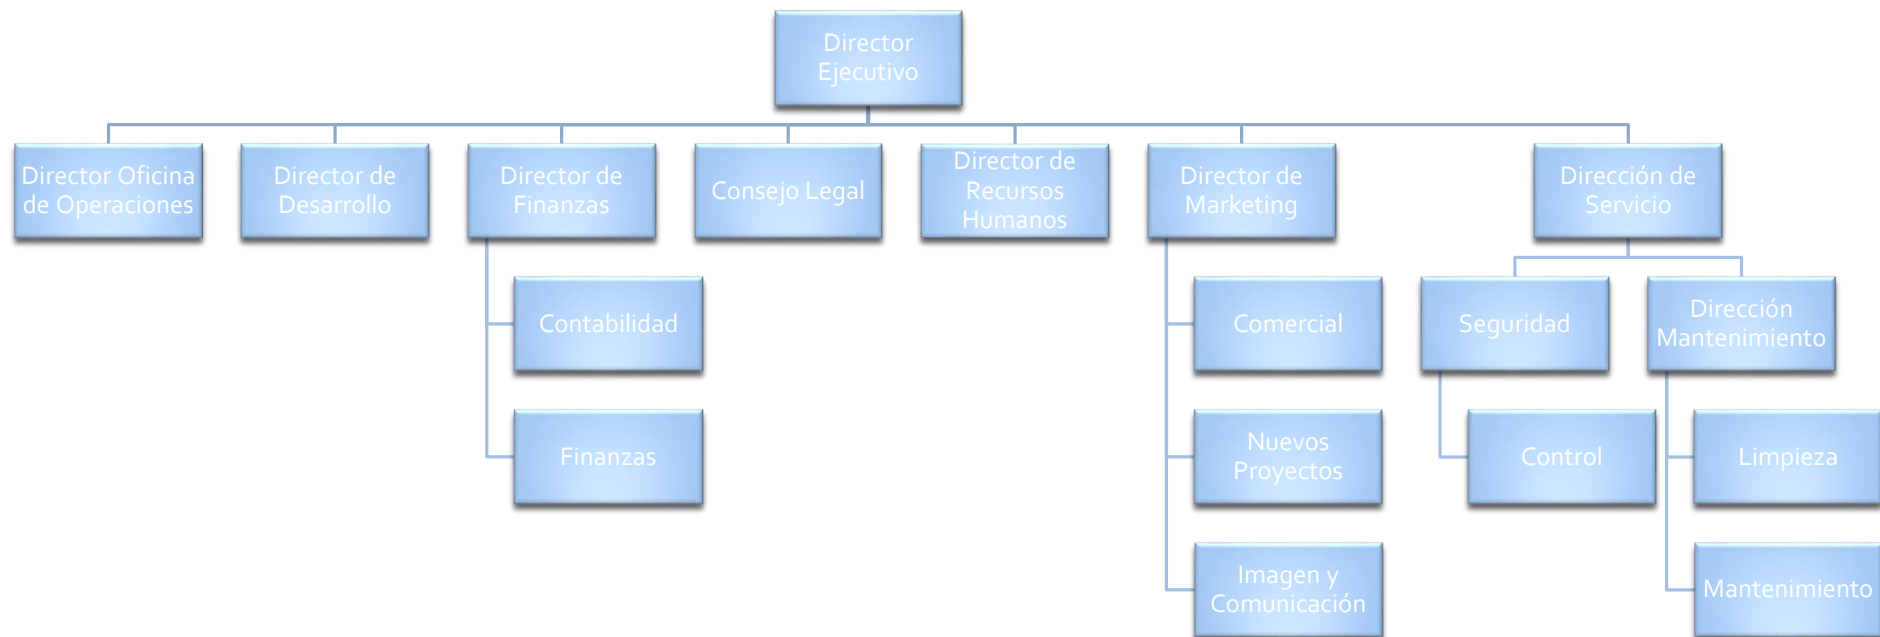 Director
Ejecutivo
Director Oficina
de Operaciones
Director de
Desarrollo
Director de
Finanzas
Consejo Legal
Director de
Recursos
Humanos
Director de
Marketing
Dirección de
Servicio
Contabilidad
Comercial
Seguridad
Dirección
Mantenimiento
Finanzas
Nuevos
Proyectos
Control
Limpieza
Imagen y
Comunicación
Mantenimiento